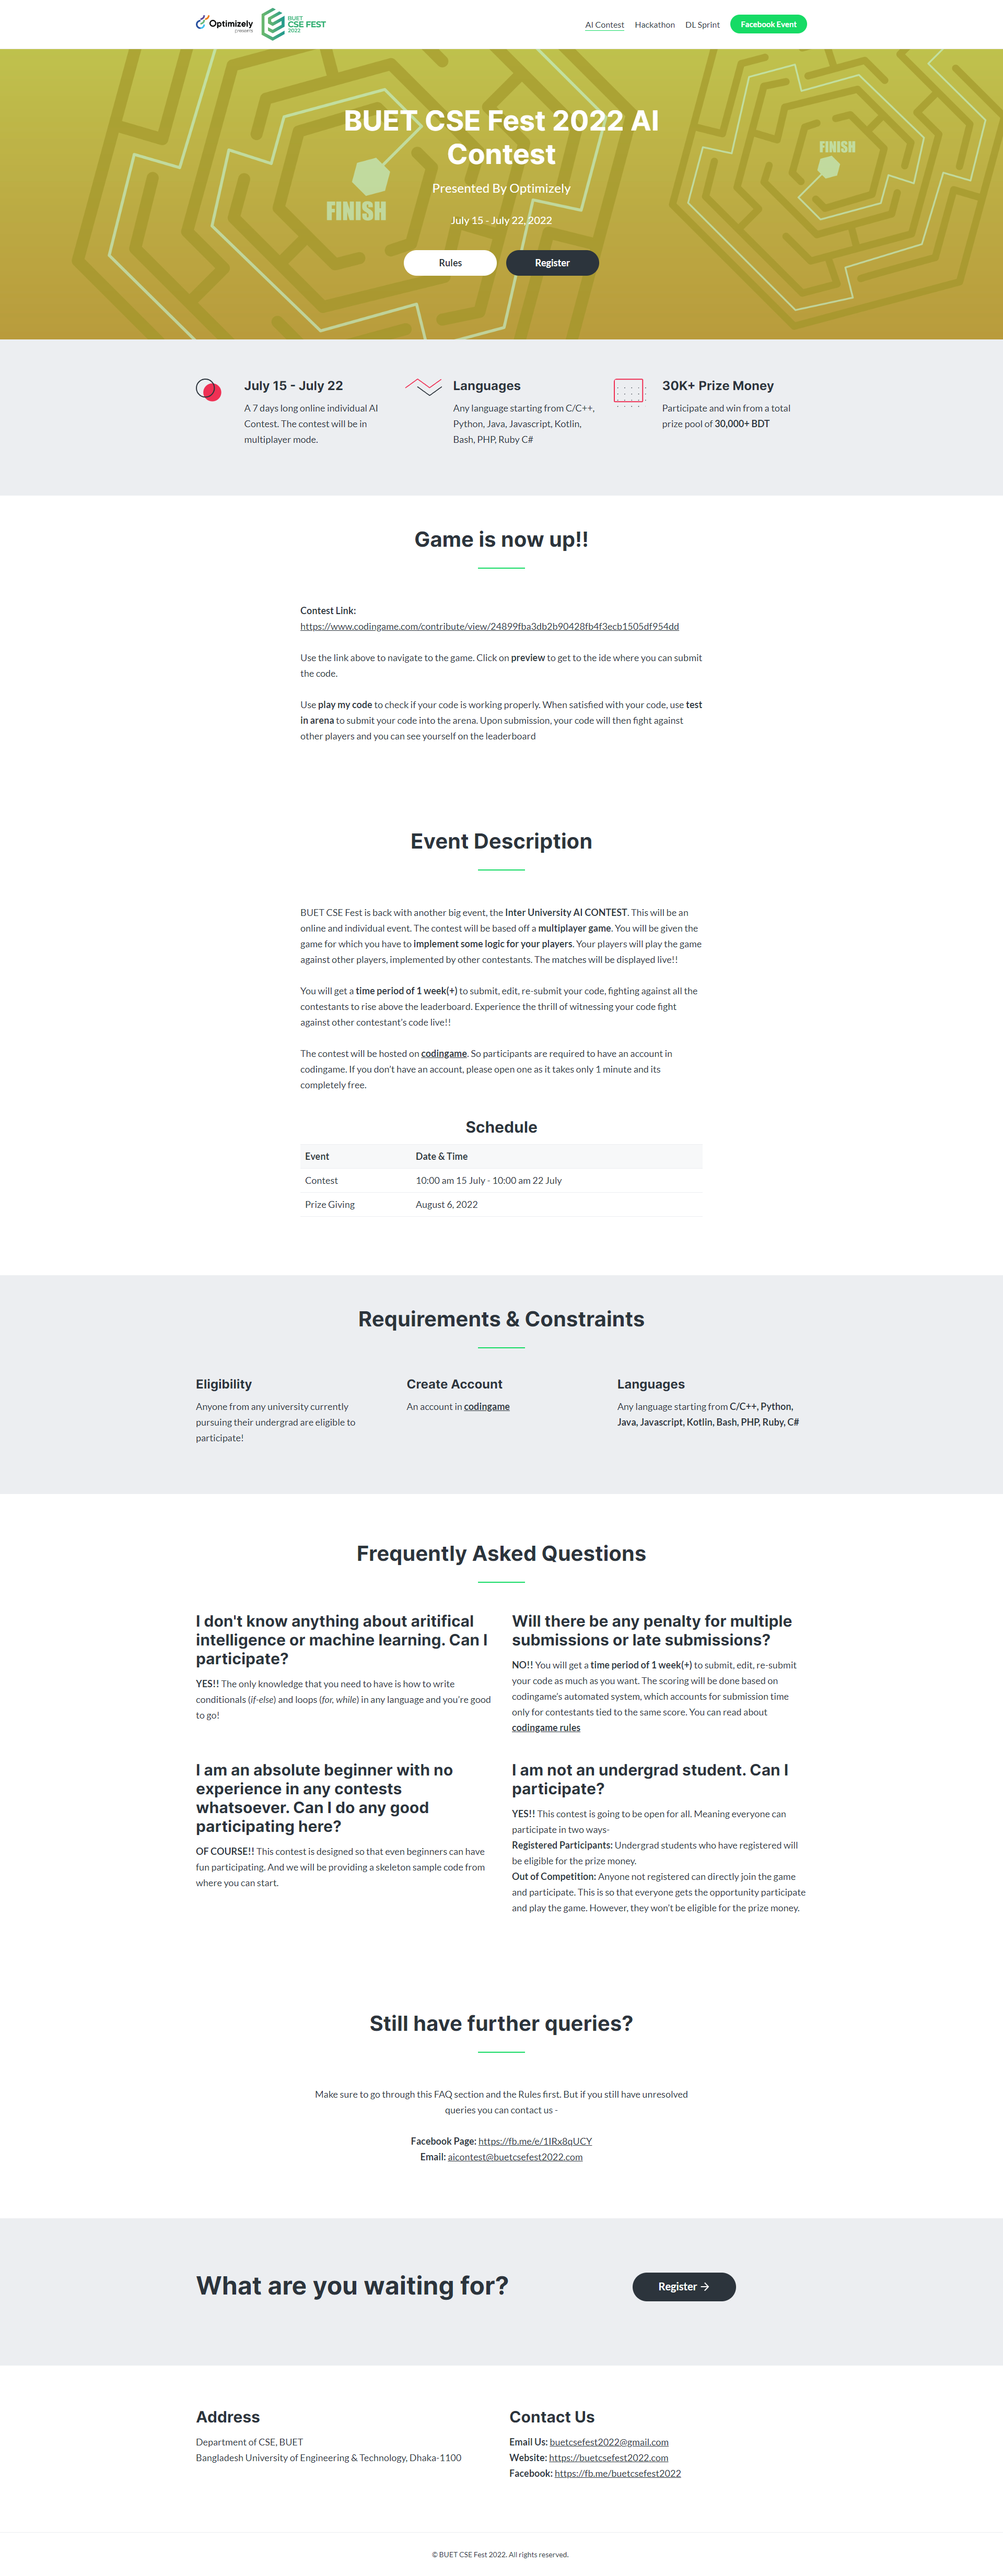 Optimizely
presents
BUET
CSE FEST
2022
AI Contest
Hackathon
DL Sprint
Facebook Event
BUET CSE Fest 2022 AI
Contest
Presented By Optimizely
July 15 - July 22, 2022
FINISH
FINISH
Rules
Register
July 15 - July 22
A 7 days long online individual AI
Contest. The contest will be in
multiplayer mode.
Languages
Any language starting from C/C++,
Python, Java, Javascript, Kotlin,
Bash, PHP, Ruby C#
30K+ Prize Money
Participate and win from a total
prize pool of 30,000+ BDT
Game is now up!!
Contest Link:
https://www.codingame.com/contribute/view/24899fba3db2b90428fb4f3ecb1505df954dd
Use the link above to navigate to the game. Click on preview to get to the ide where you can submit
the code.
Use play my code to check if your code is working properly. When satisfied with your code, use test
in arena to submit your code into the arena. Upon submission, your code will then fight against
other players and you can see yourself on the leaderboard
Event Description
BUET CSE Fest is back with another big event, the Inter University AI CONTEST. This will be an
online and individual event. The contest will be based off a multiplayer game. You will be given the
game for which you have to implement some logic for your players. Your players will play the game
against other players, implemented by other contestants. The matches will be displayed live!!
You will get a time period of 1 week(+) to submit, edit, re-submit your code, fighting against all the
contestants to rise above the leaderboard. Experience the thrill of witnessing your code fight
against other contestant's code live!!
The contest will be hosted on codingame. So participants are required to have an account in
codingame. If you don't have an account, please open one as it takes only 1 minute and its
completely free.
Schedule
Event Date & Time
Contest 10:00 am 15 July - 10:00 am 22 July
Prize Giving August 6, 2022
Requirements & Constraints
Eligibility
Anyone from any university currently
pursuing their undergrad are eligible to
participate!
Create Account
An account in codingame
Languages
Any language starting from C/C++, Python,
Java, Javascript, Kotlin, Bash, PHP, Ruby, C#
Frequently Asked Questions
I don't know anything about aritifical
intelligence or machine learning. Can I
participate?
YES!! The only knowledge that you need to have is how to write
conditionals (if-else) and loops (for, while) in any language and you're good
to go!
Will there be any penalty for multiple
submissions or late submissions?
NO!! You will get a time period of 1 week(+) to submit, edit, re-submit
your code as much as you want. The scoring will be done based on
codingame's automated system, which accounts for submission time
only for contestants tied to the same score. You can read about
codingame rules
I am an absolute beginner with no
experience in any contests
whatsoever. Can I do any good
participating here?
OF COURSE!! This contest is designed so that even beginners can have
fun participating. And we will be providing a skeleton sample code from
where you can start.
I am not an undergrad student. Can I
participate?
YES!! This contest is going to be open for all. Meaning everyone can
participate in two ways-
Registered Participants: Undergrad students who have registered will
be eligible for the prize money.
Out of Competition: Anyone not registered can directly join the game
and participate. This is so that everyone gets the opportunity participate
and play the game. However, they won't be eligible for the prize money.
Still have further queries?
Make sure to go through this FAQ section and the Rules first. But if you still have unresolved
queries you can contact us -
Facebook Page: https://fb.me/e/1IRx8qUCY
Email: aicontest@buetcsefest2022.com
What are you waiting for?
Register →
Address
Department of CSE, BUET
Bangladesh University of Engineering & Technology, Dhaka-1100
Contact Us
Email Us: buetcsefest2022@gmail.com
Website: https://buetcsefest2022.com
Facebook: https://fb.me/buetcsefest2022
© BUET CSE Fest 2022. All rights reserved.